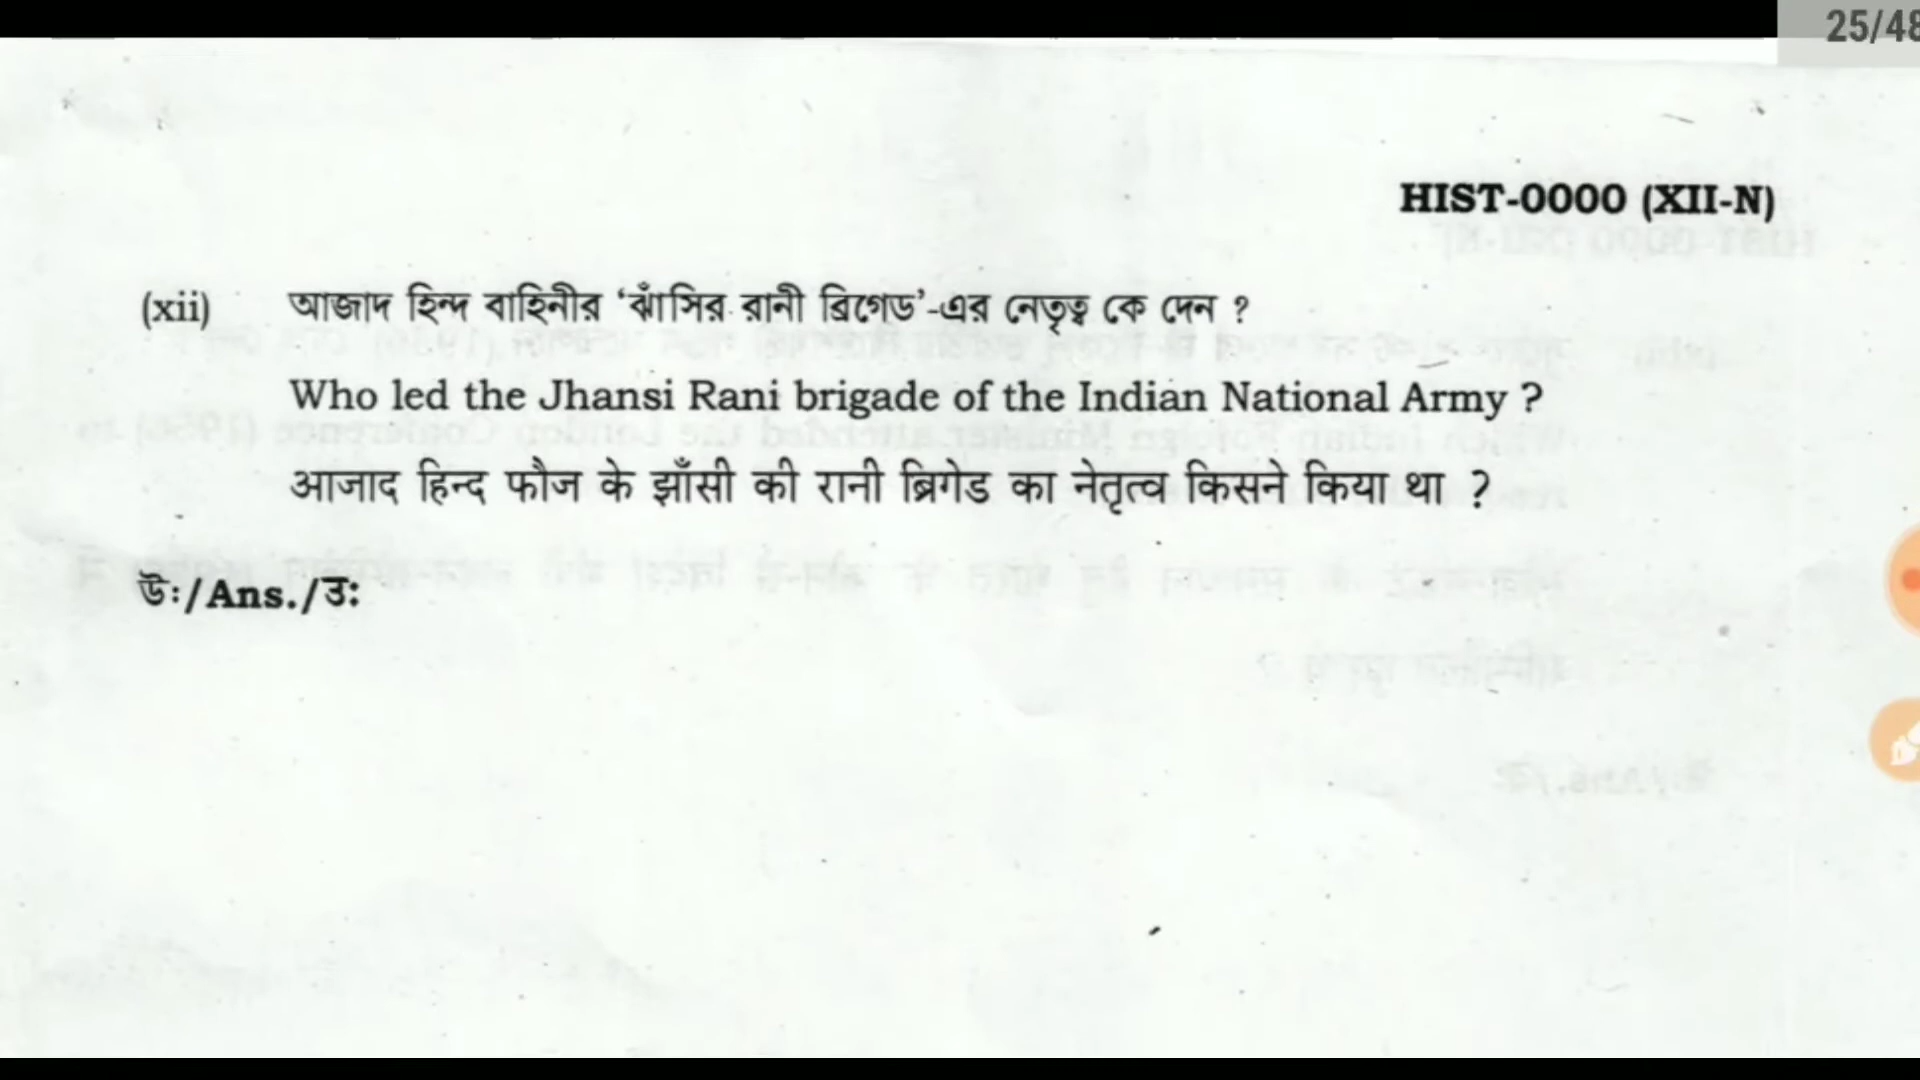 25/48
HIST-0000 (XII-N)
(xii) আজাদ হিন্দ বাহিনীর ‘ঝাঁসির রানী ব্রিগেড’-এর নেতৃত্ব কে দেন ?
Who led the Jhansi Rani brigade of the Indian National Army ?
आजाद हिन्द फौज के झाँसी की रानी ब्रिगेड का नेतृत्व किसने किया था ?
উঃ/Ans./उ: